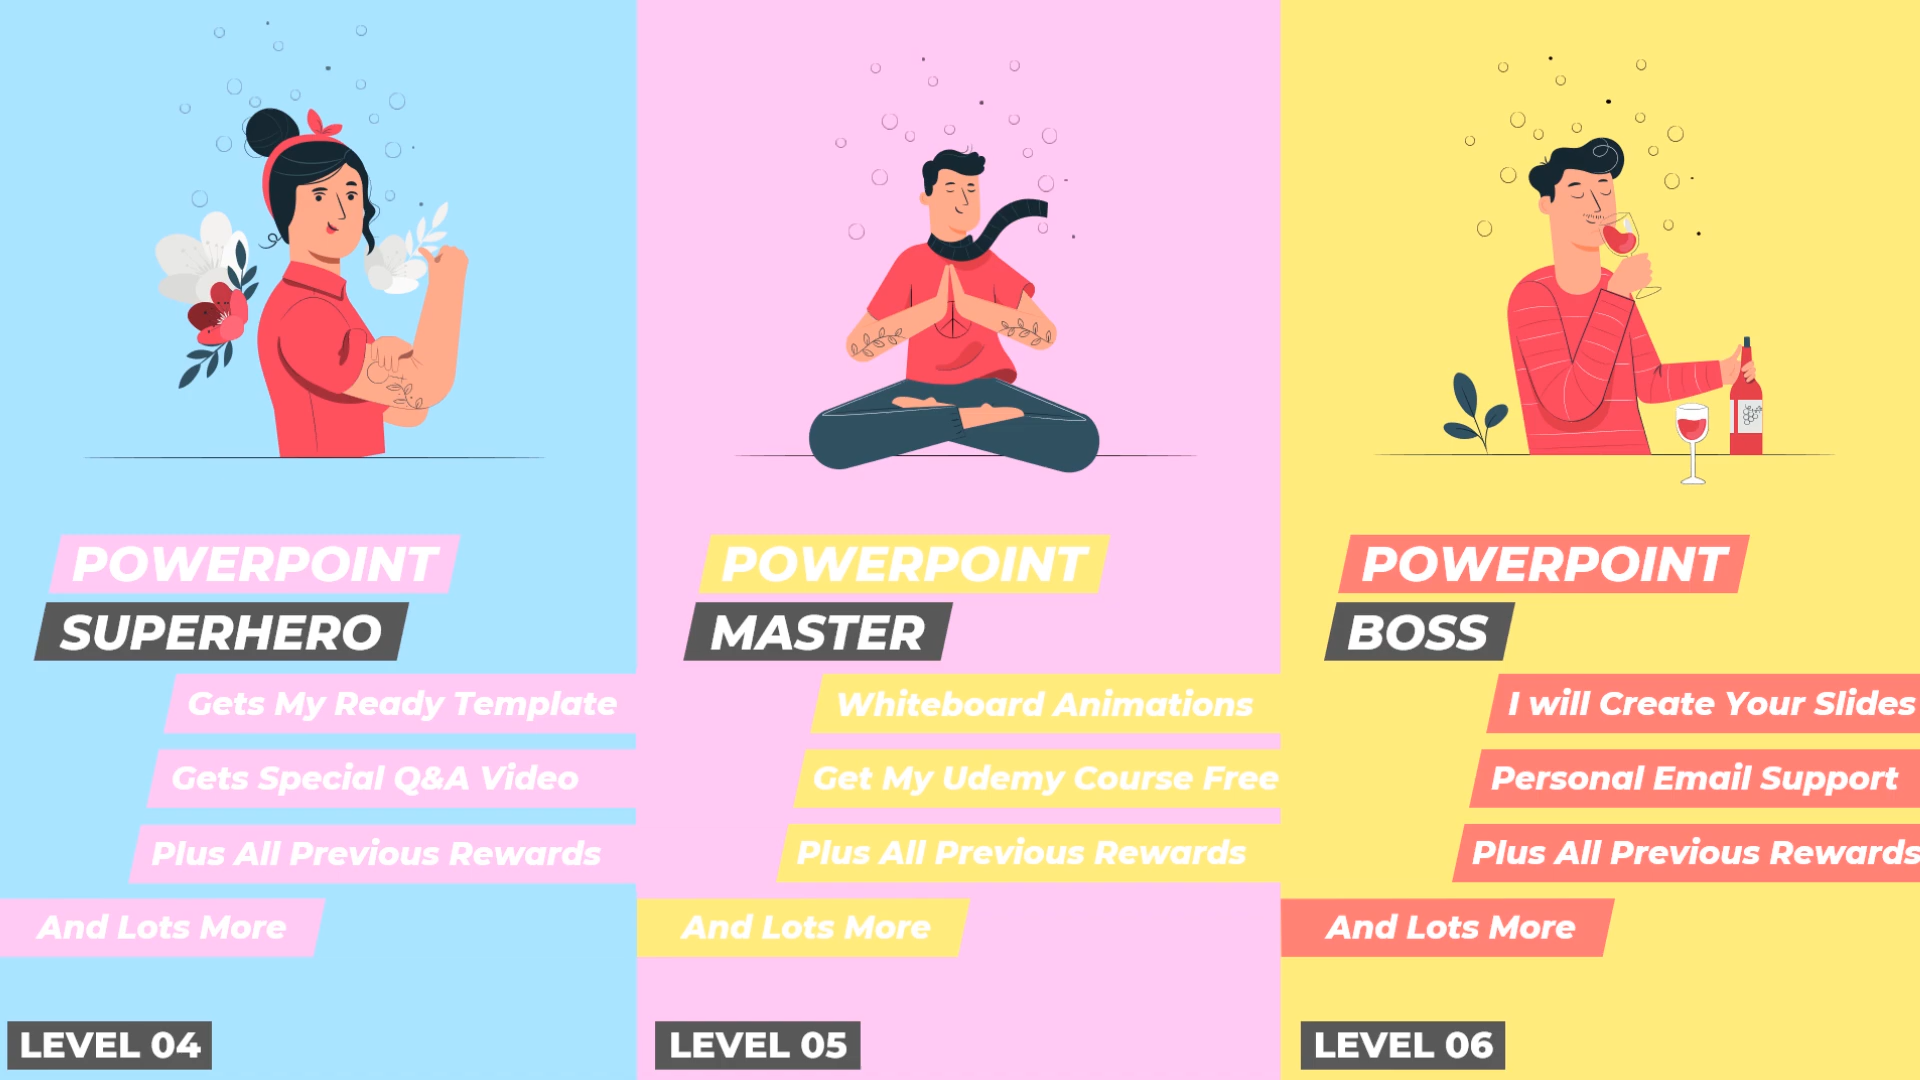 POWERPOINT
SUPERHERO
Gets My Ready Template
Gets Special Q&A Video
Plus All Previous Rewards
And Lots More
LEVEL 04
POWERPOINT
MASTER
Whiteboard Animations
Get My Udemy Course Free
Plus All Previous Rewards
And Lots More
LEVEL 05
POWERPOINT
BOSS
I will Create Your Slides
Personal Email Support
Plus All Previous Rewards
And Lots More
LEVEL 06